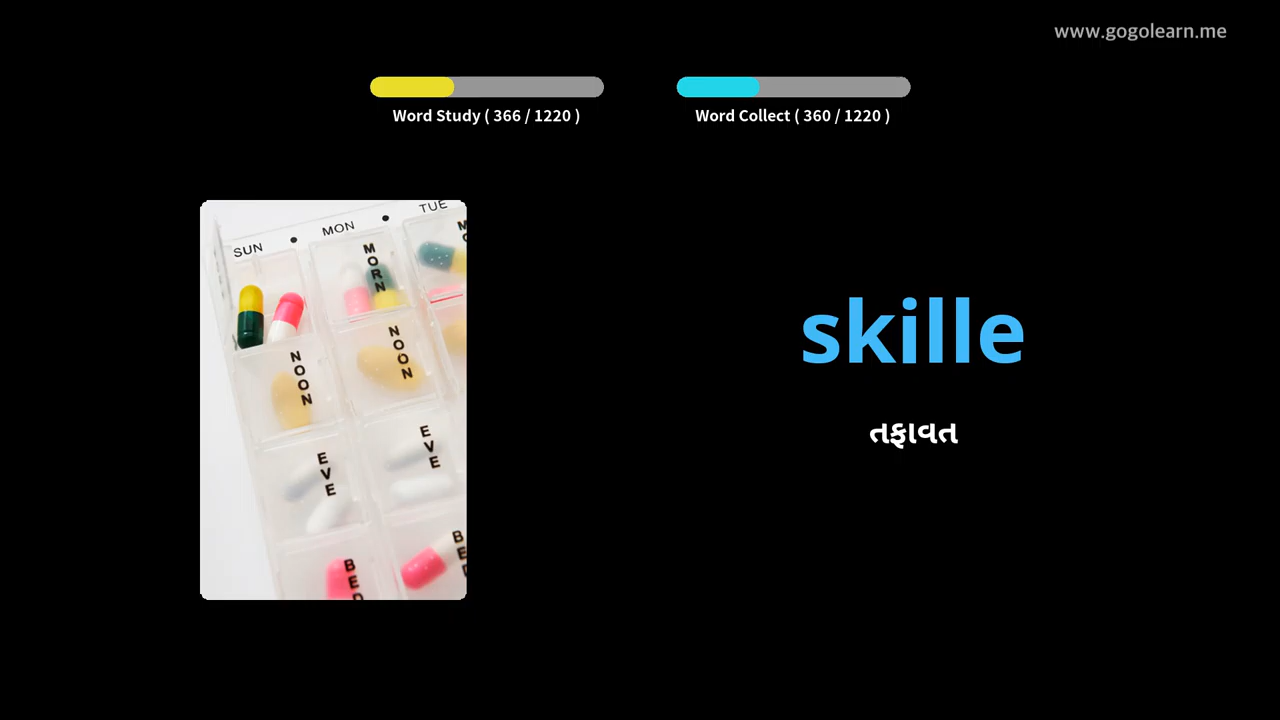 www.gogolearn.me
Word Study ( 366 / 1220 )
Word Collect ( 360 / 1220 )
SUN
MON
TUE
MORN
NOON
NOON
EVE
EVE
BED
skille
તફાવત